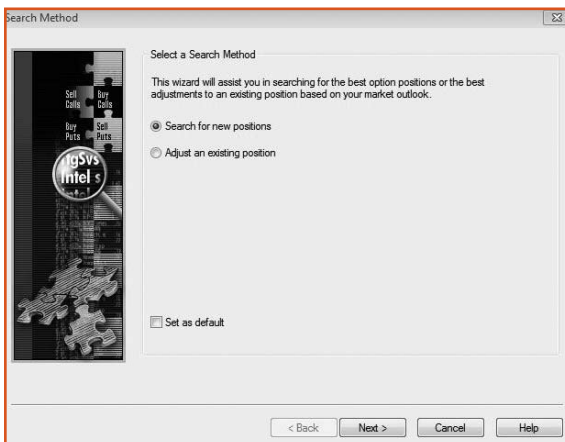 Search Method
Select a Search Method
This wizard will assist you in searching for the best option positions or the best
adjustments to an existing position based on your market outlook.
Search for new positions
Adjust an existing position
Set as default
Sell Calls
Buy Calls
Buy Puts
Sell Puts
Intel
< Back
Next >
Cancel
Help